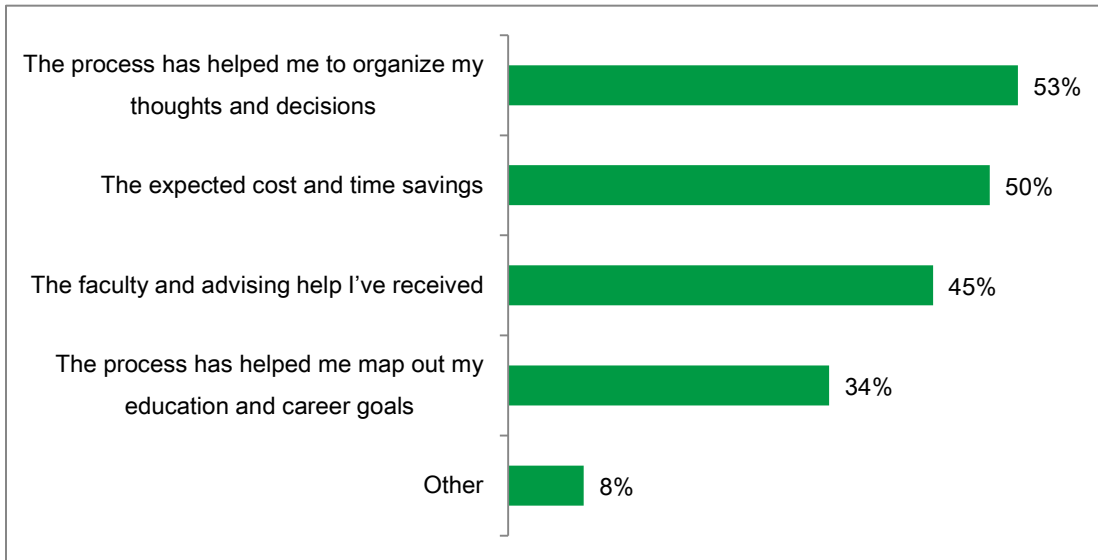 The process has helped me to organize my
thoughts and decisions
53%
The expected cost and time savings
50%
The faculty and advising help I’ve received
45%
The process has helped me map out my
education and career goals
34%
Other
8%